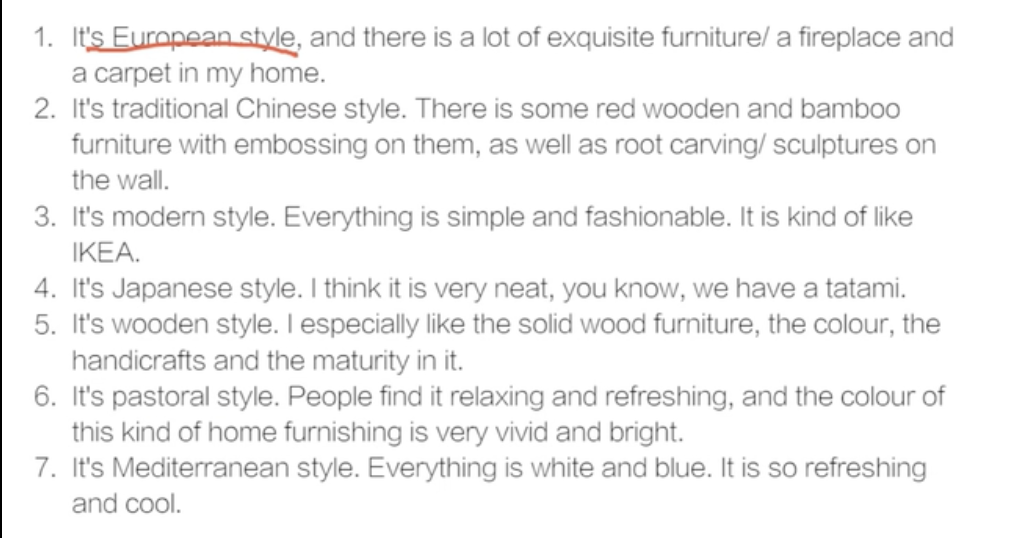 1. It's European style, and there is a lot of exquisite furniture/ a fireplace and
a carpet in my home.
2. It's traditional Chinese style. There is some red wooden and bamboo
furniture with embossing on them, as well as root carving/ sculptures on
the wall.
3. It's modern style. Everything is simple and fashionable. It is kind of like
IKEA.
4. It's Japanese style. I think it is very neat, you know, we have a tatami.
5. It's wooden style. I especially like the solid wood furniture, the colour, the
handicrafts and the maturity in it.
6. It's pastoral style. People find it relaxing and refreshing, and the colour of
this kind of home furnishing is very vivid and bright.
7. It's Mediterranean style. Everything is white and blue. It is so refreshing
and cool.